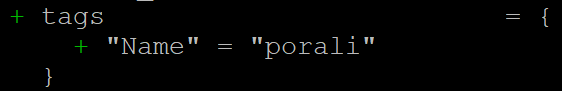 + tags = {
+ "Name" = "porali"
}